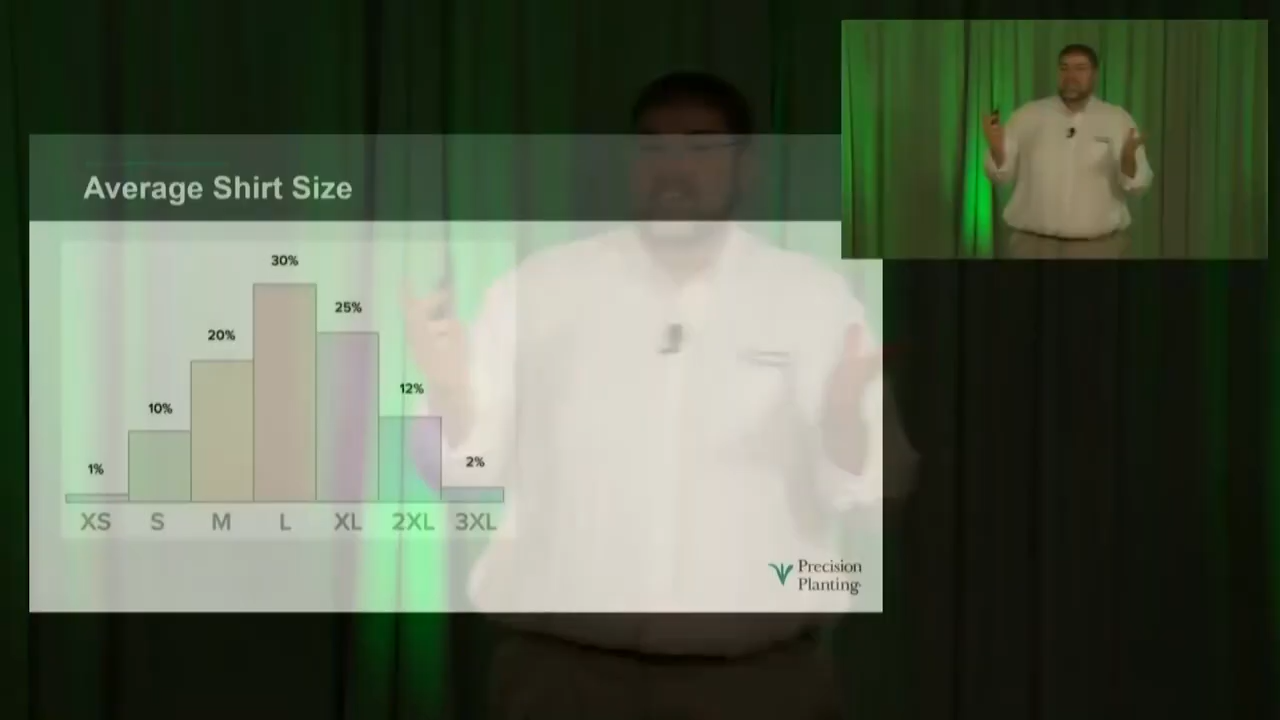 Average Shirt Size
30%
25%
20%
12%
10%
2%
1%
XS S M L XL 2XL 3XL
Precision
Planting